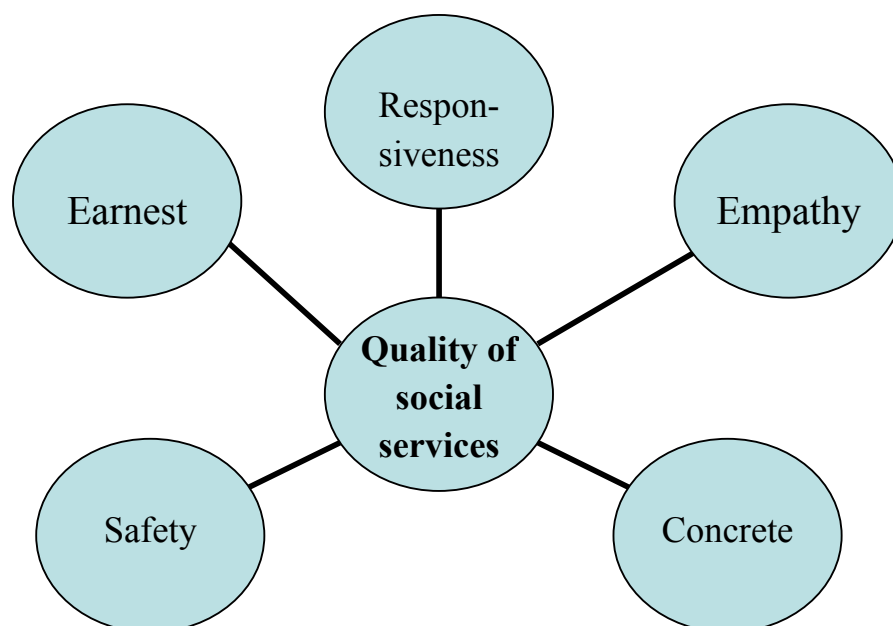 Respon-
siveness
Earnest
Empathy
Quality of
social
services
Safety
Concrete